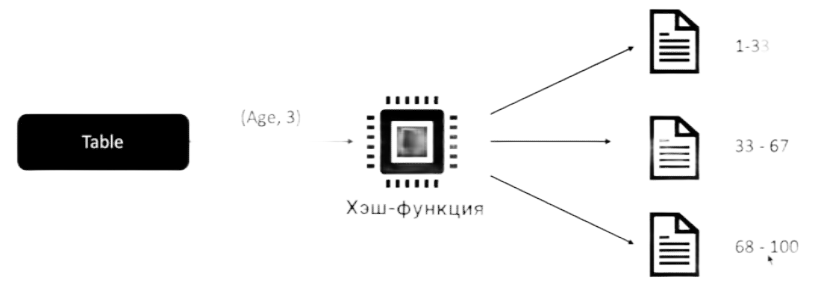 Table
(Age, 3)
Хэш-функция
1-33
33 - 67
68 - 100